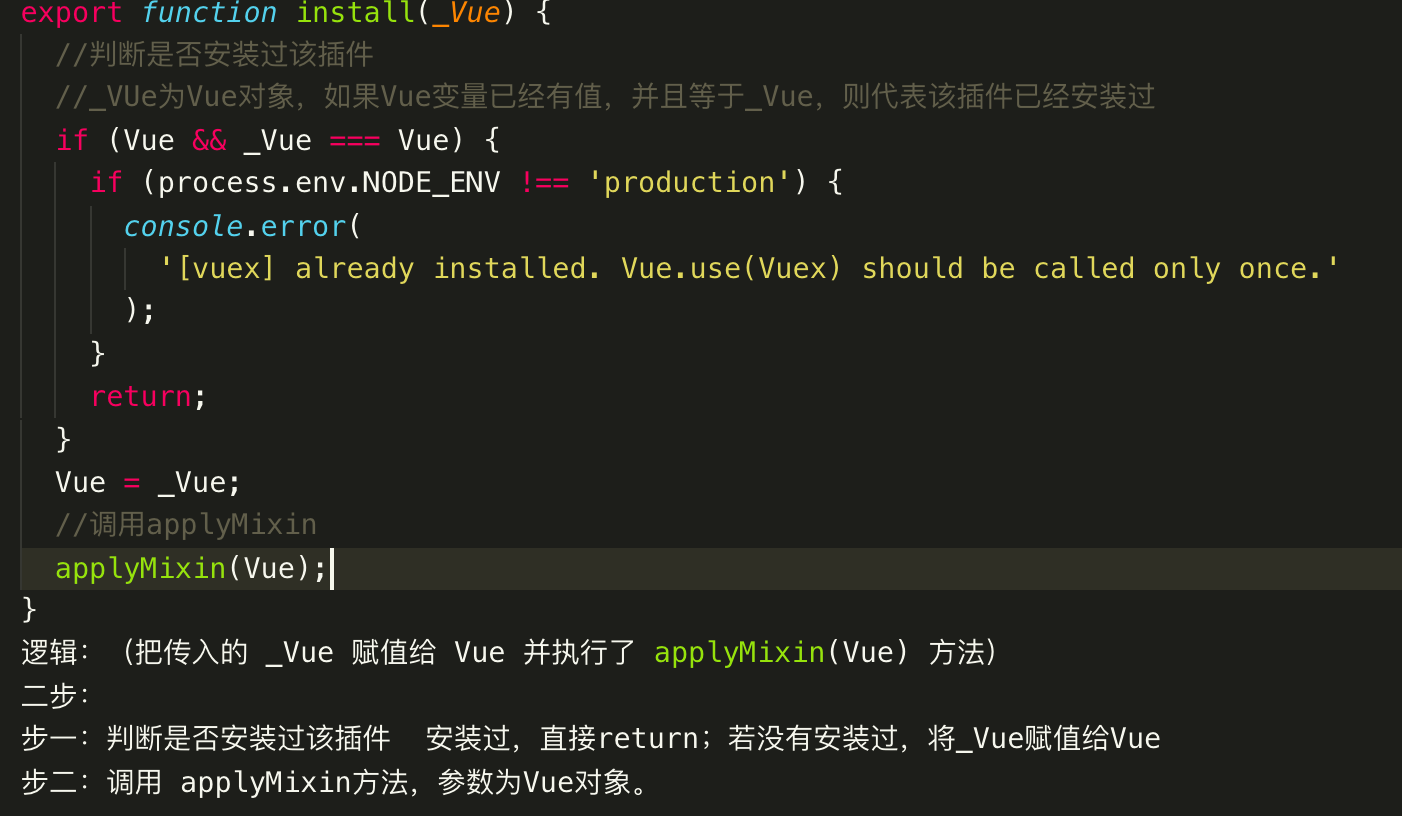 export function install(_Vue) {
//判断是否安装过该插件
//_VUe为Vue对象，如果Vue变量已经有值，并且等于_Vue，则代表该插件已经安装过
if (Vue && _Vue === Vue) {
if (process.env.NODE_ENV !== 'production') {
console.error(
'[vuex] already installed. Vue.use(Vuex) should be called only once.'
);
}
return;
}
Vue = _Vue;
//调用applyMixin
applyMixin(Vue);
}
逻辑：（把传入的 _Vue 赋值给 Vue 并执行了 applyMixin(Vue) 方法）
二步：
步一：判断是否安装过该插件  安装过，直接return；若没有安装过，将_Vue赋值给Vue
步二：调用 applyMixin方法，参数为Vue对象。